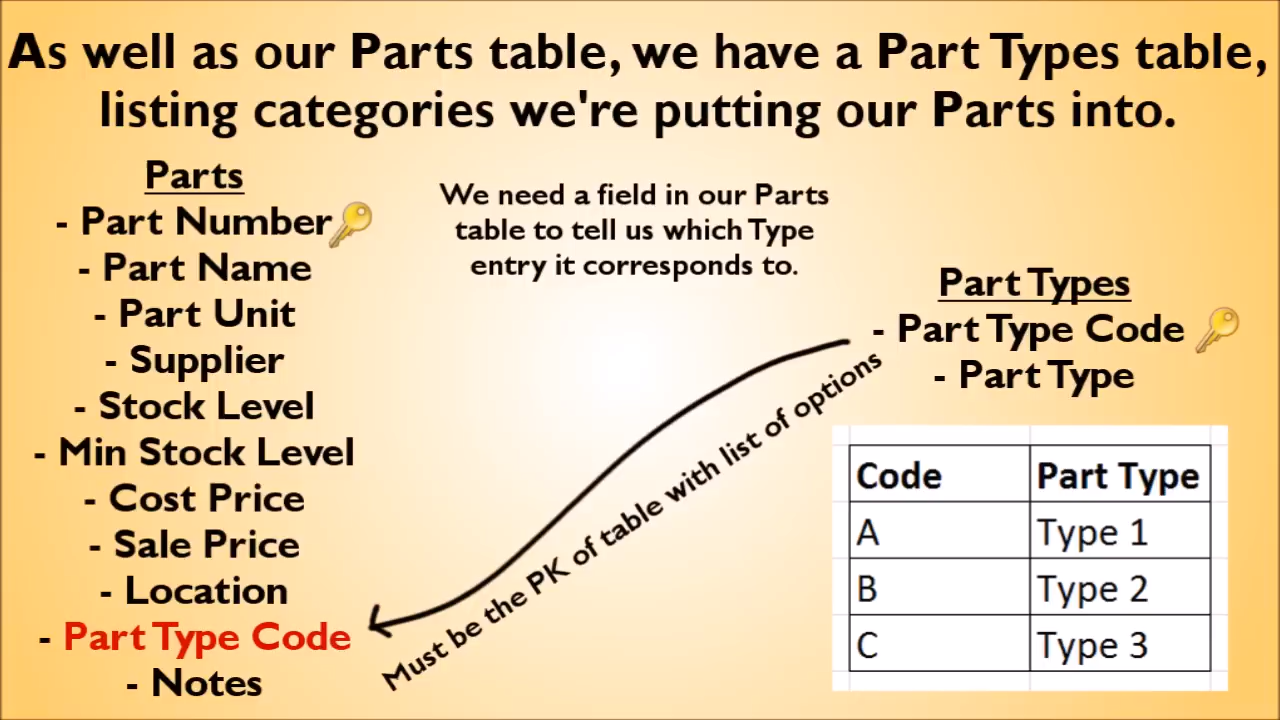 As well as our Parts table, we have a Part Types table,
listing categories we're putting our Parts into.
Parts
- Part Number
- Part Name
- Part Unit
- Supplier
- Stock Level
- Min Stock Level
- Cost Price
- Sale Price
- Location
- Part Type Code
- Notes
We need a field in our Parts
table to tell us which Type
entry it corresponds to.
Must be the PK of table with list of options
Part Types
- Part Type Code
- Part Type
Code Part Type
A Type 1
B Type 2
C Type 3